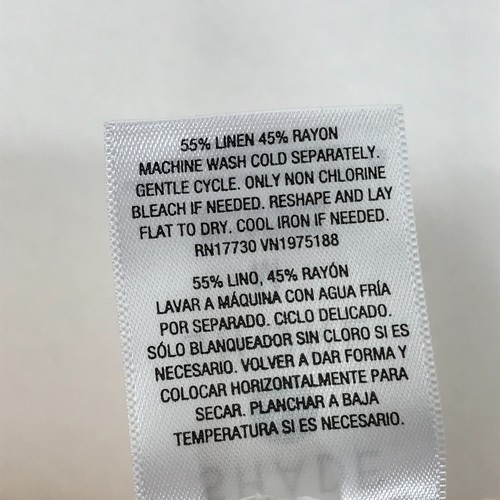 55% LINEN 45% RAYON
MACHINE WASH COLD SEPARATELY.
GENTLE CYCLE. ONLY NON CHLORINE
BLEACH IF NEEDED. RESHAPE AND LAY
FLAT TO DRY. COOL IRON IF NEEDED.
RN17730 VN1975188
55% LINO, 45% RAYÓN
LAVAR A MÁQUINA CON AGUA FRÍA
POR SEPARADO. CICLO DELICADO.
SÓLO BLANQUEADOR SIN CLORO SI ES
NECESARIO. VOLVER A DAR FORMA Y
COLOCAR HORIZONTALMENTE PARA
SECAR. PLANCHAR A BAJA
TEMPERATURA SI ES NECESARIO.